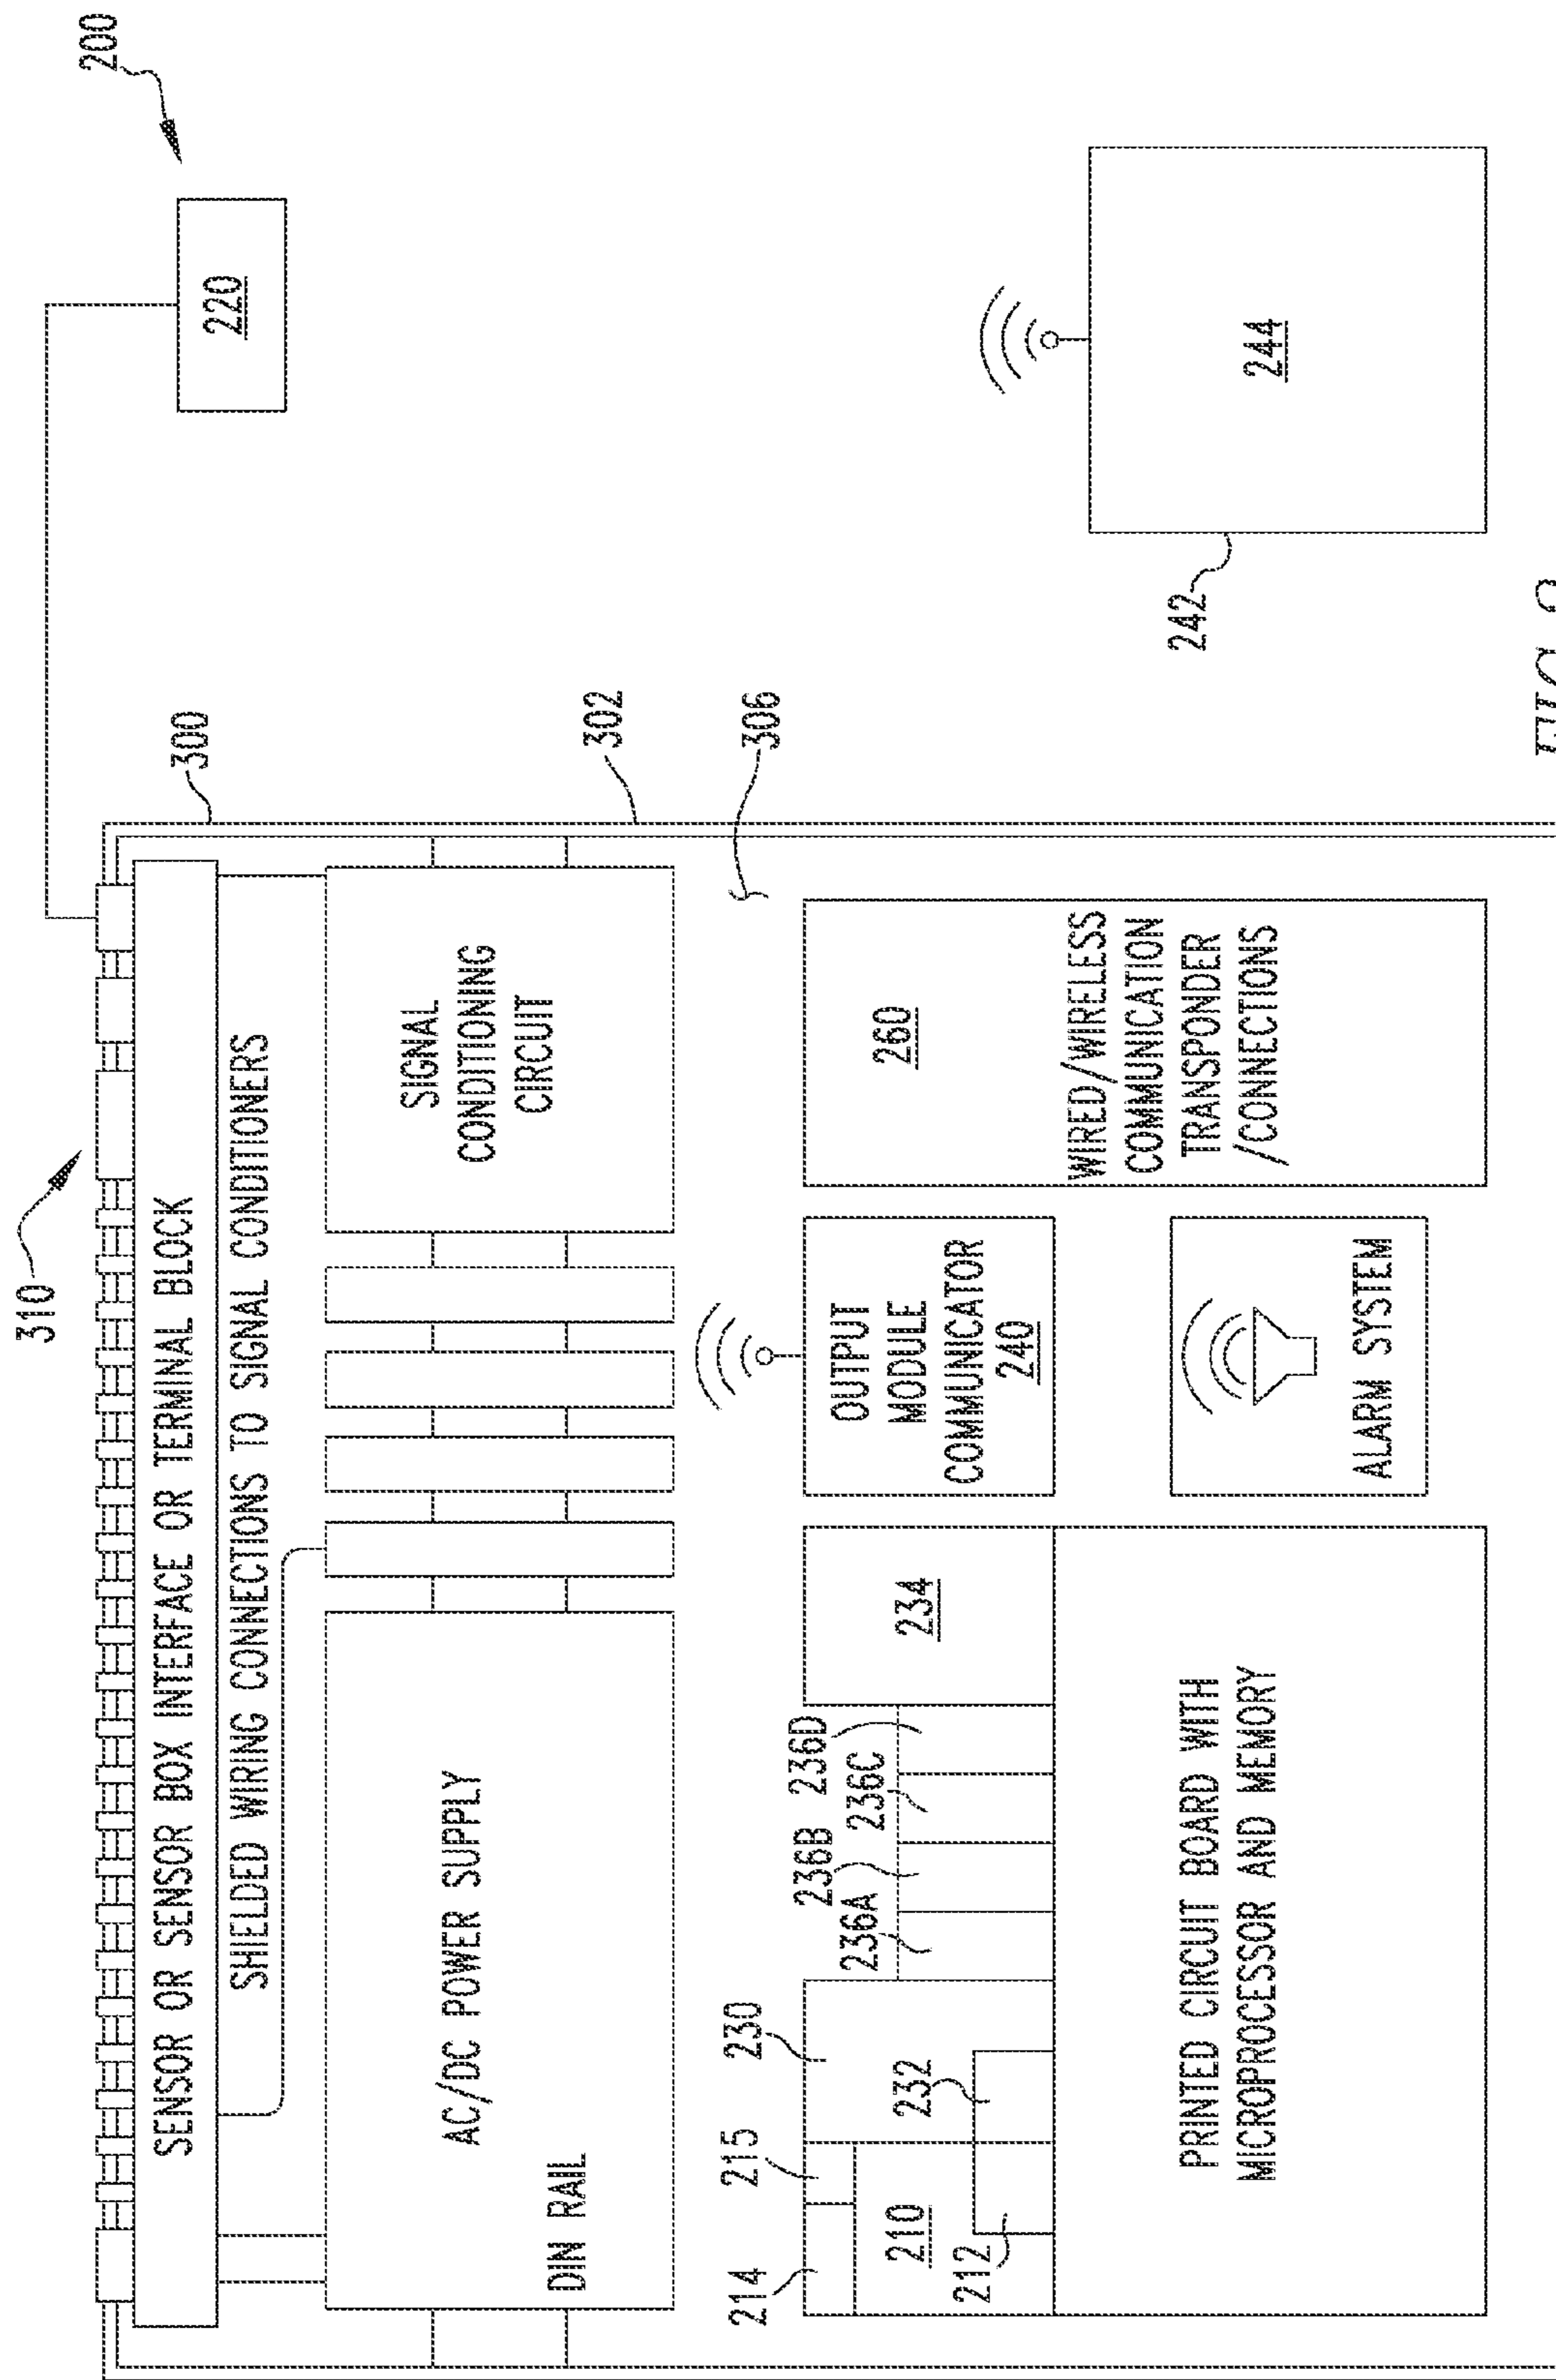 310
200
SENSOR OR SENSOR BOX INTERFACE OR TERMINAL BLOCK
300
220
SHIELDED WIRING CONNECTIONS TO SIGNAL CONDITIONERS
AC/DC POWER SUPPLY
DIN RAIL
SIGNAL
CONDITIONING
CIRCUIT
302
306
214
215
230
236A
236B
236C
236D
210
212
232
234
PRINTED CIRCUIT BOARD WITH
MICROPROCESSOR AND MEMORY
OUTPUT
MODULE
COMMUNICATOR
240
ALARM SYSTEM
260
WIRED/WIRELESS
COMMUNICATION
TRANSPONDER
/CONNECTIONS
242
244